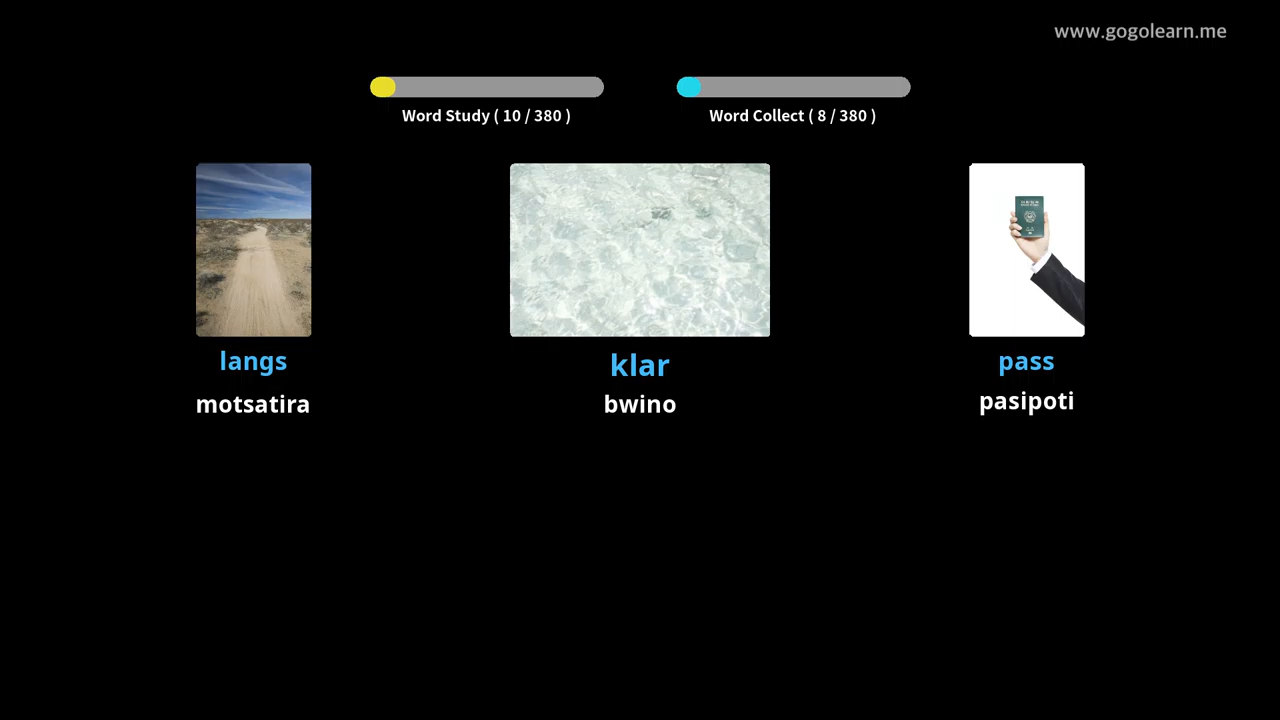 www.gogolearn.me
Word Study ( 10 / 380 )
Word Collect ( 8 / 380 )
langs
klar
pass
motsatira
bwino
pasipoti